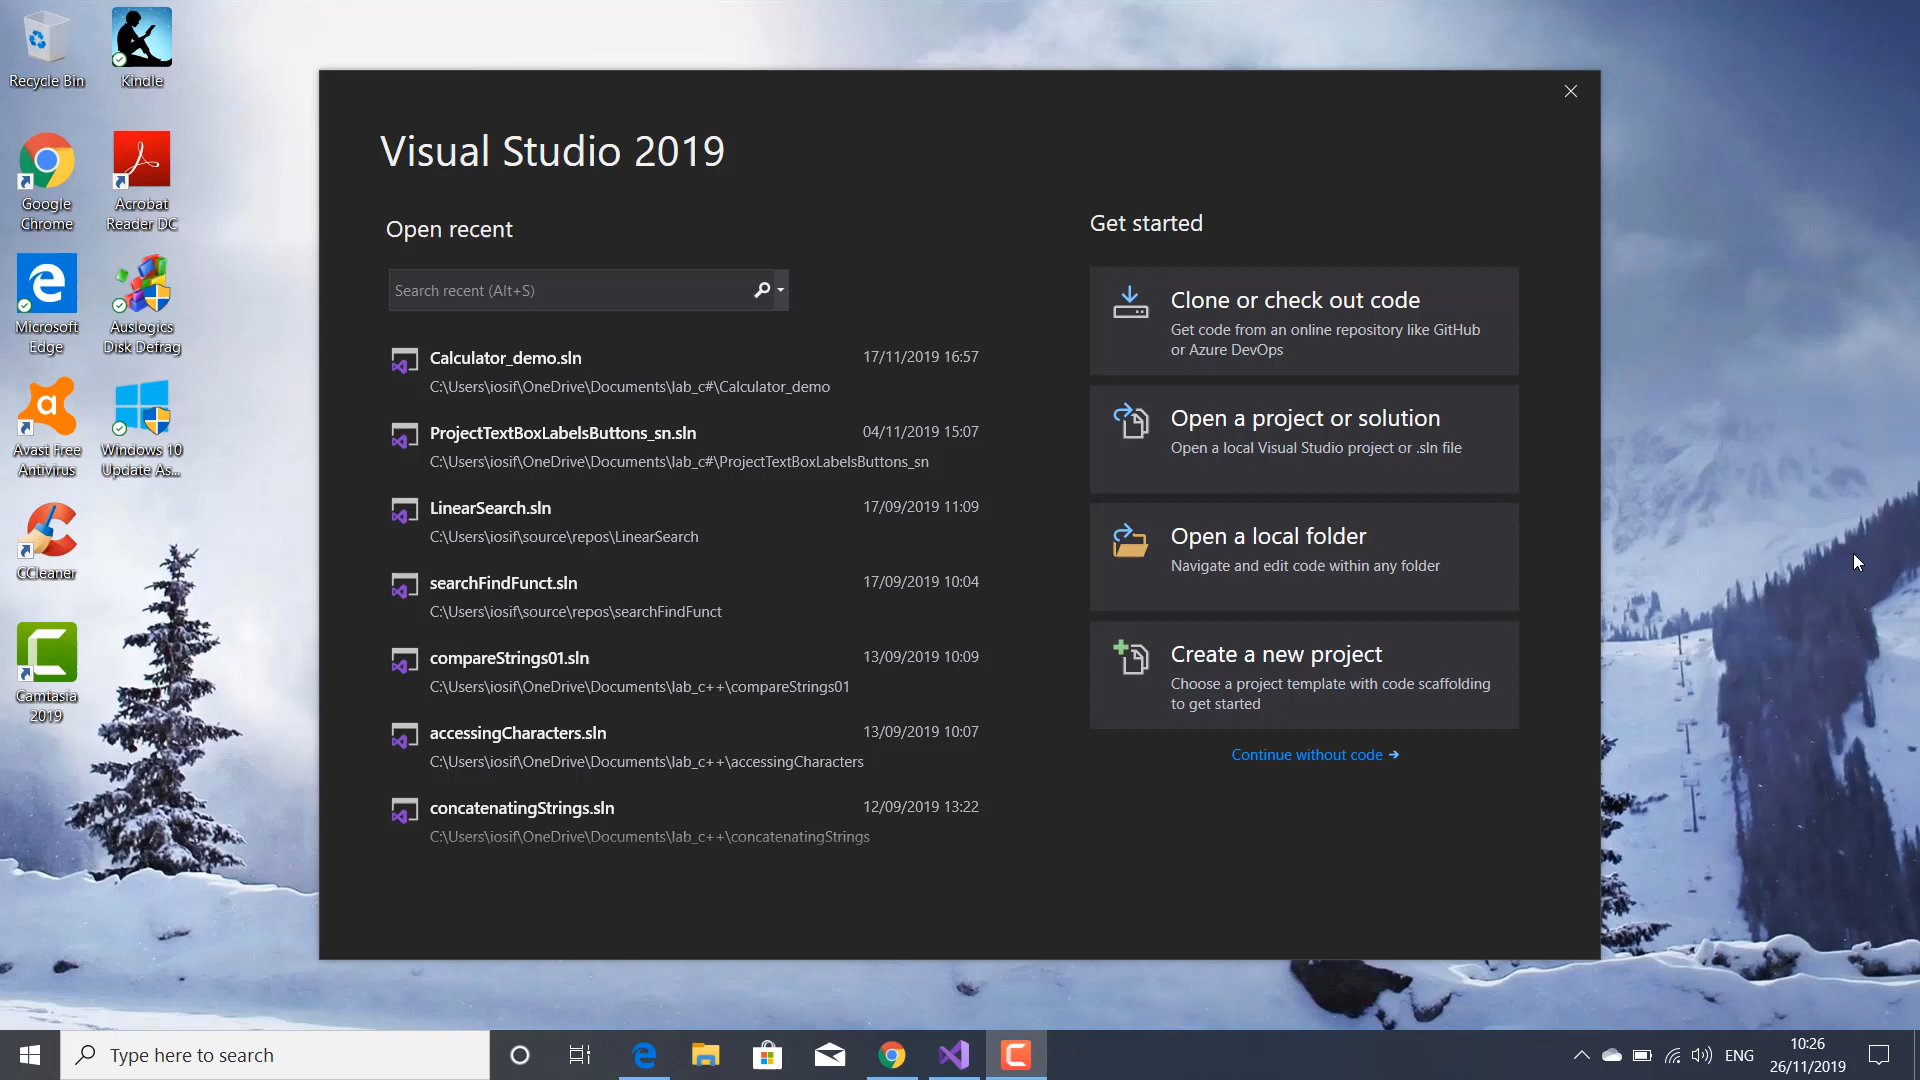 Recycle Bin
Kindle
Google
Chrome
Acrobat
Reader DC
Microsoft
Edge
Auslogics
Disk Defrag
Avast Free
Antivirus
Windows 10
Update As...
CCleaner
Camtasia
2019
Visual Studio 2019
Open recent
Search recent (Alt+S)
Calculator_demo.sln 17/11/2019 16:57
C:\Users\iosif\OneDrive\Documents\lab_c#\Calculator_demo
ProjectTextBoxLabelsButtons_sn.sln 04/11/2019 15:07
C:\Users\iosif\OneDrive\Documents\lab_c#\ProjectTextBoxLabelsButtons_sn
LinearSearch.sln 17/09/2019 11:09
C:\Users\iosif\source\repos\LinearSearch
searchFindFunct.sln 17/09/2019 10:04
C:\Users\iosif\source\repos\searchFindFunct
compareStrings01.sln 13/09/2019 10:09
C:\Users\iosif\OneDrive\Documents\lab_c++\compareStrings01
accessingCharacters.sln 13/09/2019 10:07
C:\Users\iosif\OneDrive\Documents\lab_c++\accessingCharacters
concatenatingStrings.sln 12/09/2019 13:22
C:\Users\iosif\OneDrive\Documents\lab_c++\concatenatingStrings
Get started
Clone or check out code
Get code from an online repository like GitHub
or Azure DevOps
Open a project or solution
Open a local Visual Studio project or .sln file
Open a local folder
Navigate and edit code within any folder
Create a new project
Choose a project template with code scaffolding
to get started
Continue without code →
Type here to search
ENG
10:26
26/11/2019